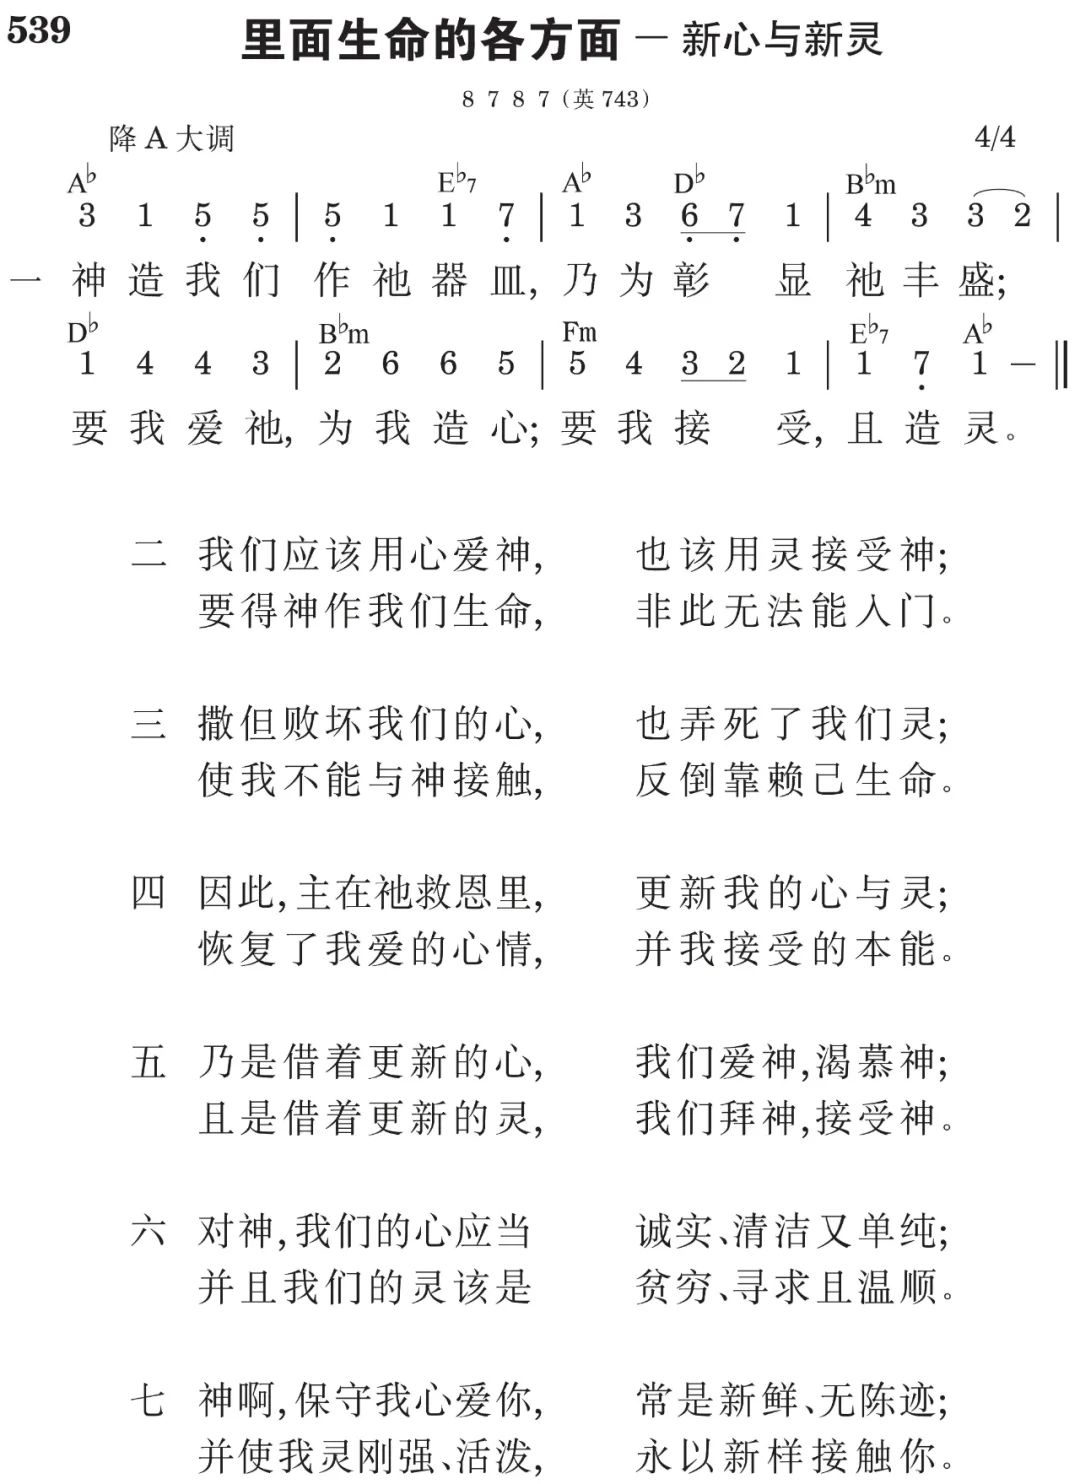 539 里面生命的各方面 — 新心与新灵
8 7 8 7 (英 743)
降 A 大调 4/4
A♭ E♭7 A♭ D♭ B♭m
3 1 5̣ 5̣ | 5̣ 1 1 7̣ | 1 3 6̣ 7̣ 1 | 4 3 3 2 |
一 神造我们 作祂器皿, 乃为彰 显 祂丰盛;
D♭ B♭m Fm E♭7 A♭
1 4 4 3 | 2 6 6 5 | 5 4 3 2 1 | 1 7̣ 1 — ‖
要我爱祂, 为我造心; 要我接 受, 且造灵。
二 我们应该用心爱神, 也该用灵接受神;
要得神作我们生命, 非此无法能入门。
三 撒但败坏我们的心, 也弄死了我们灵;
使我不能与神接触, 反倒靠赖己生命。
四 因此,主在祂救恩里, 更新我的心与灵;
恢复了我爱的心情, 并我接受的本能。
五 乃是借着更新的心, 我们爱神,渴慕神;
且是借着更新的灵, 我们拜神,接受神。
六 对神,我们的心应当 诚实、清洁又单纯;
并且我们的灵该是 贫穷、寻求且温顺。
七 神啊,保守我心爱你, 常是新鲜、无陈迹;
并使我灵刚强、活泼, 永以新样接触你。